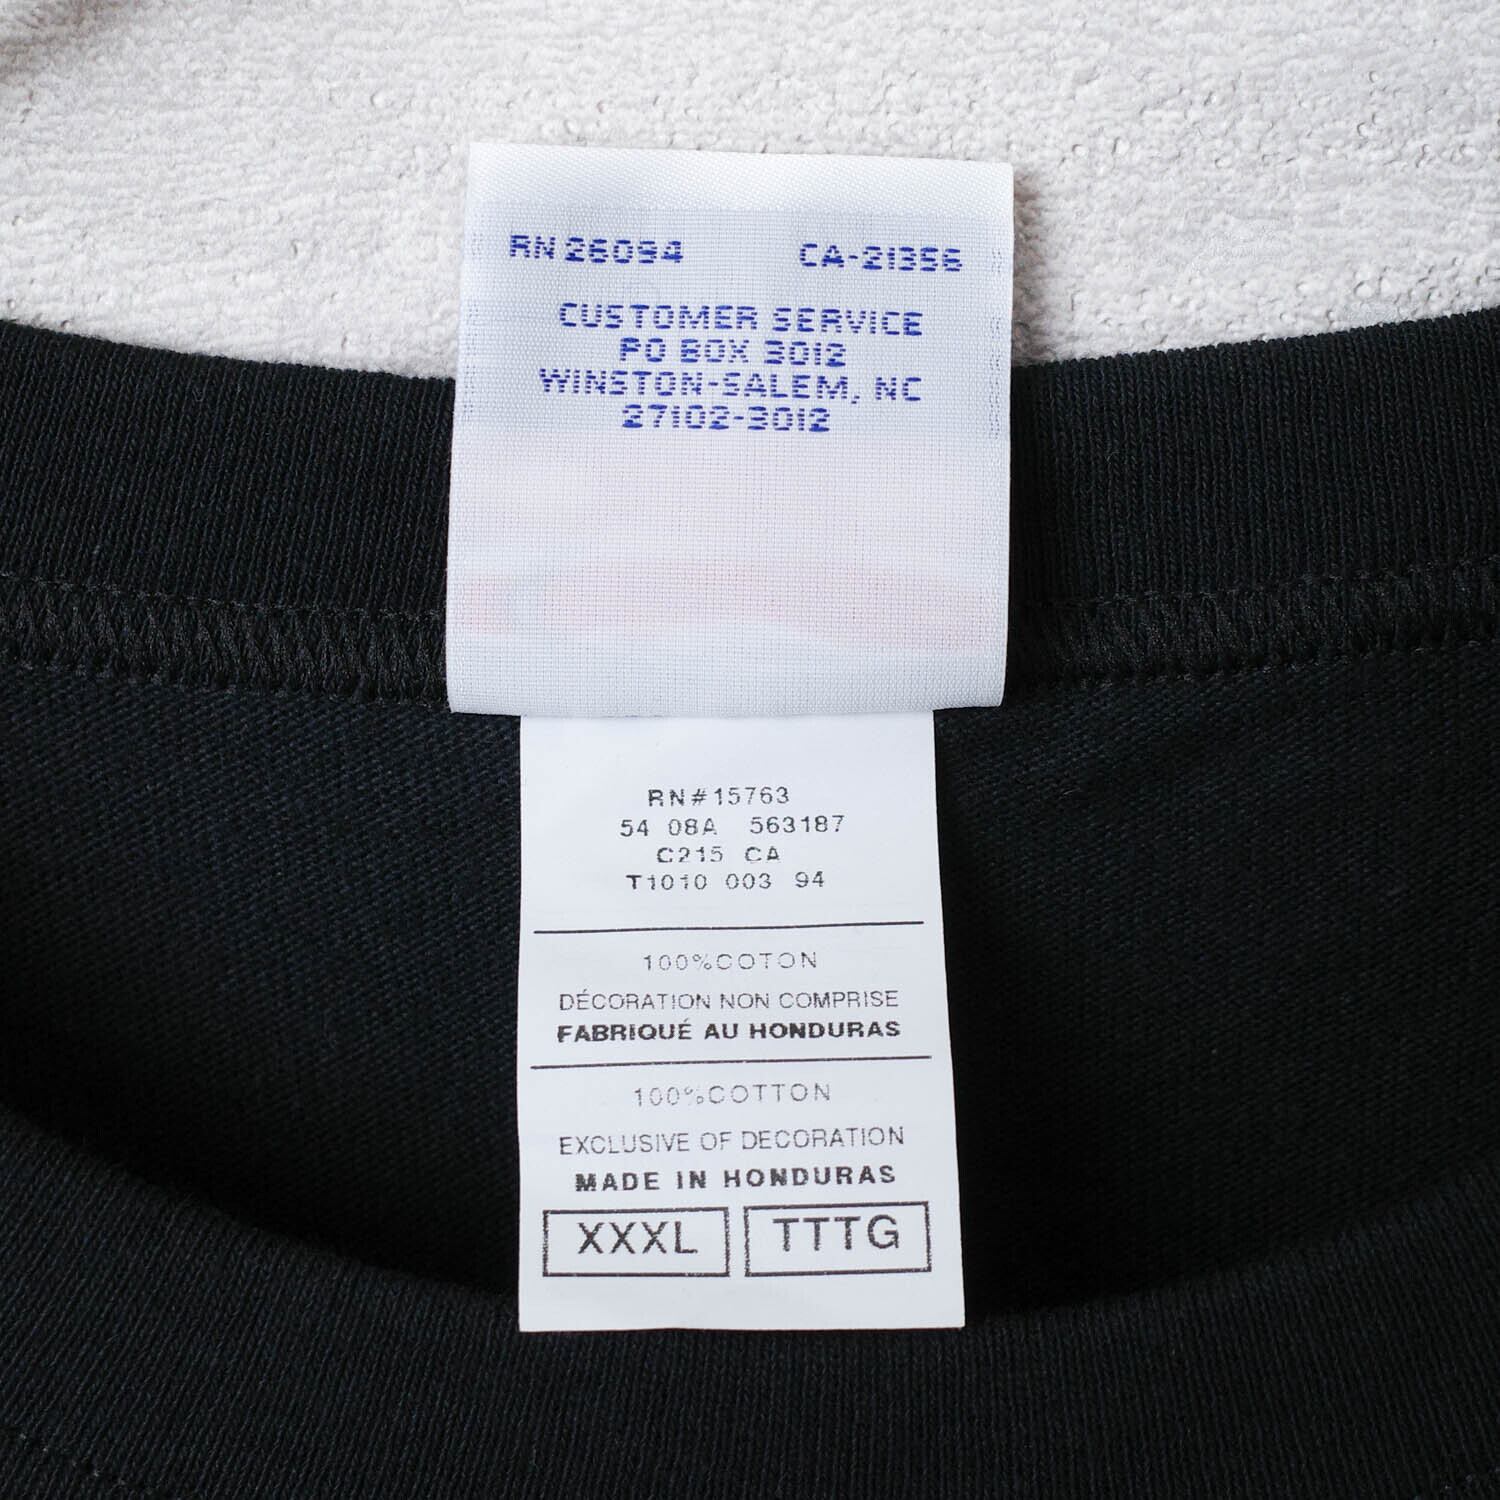 RN 26094 CA-21356
CUSTOMER SERVICE
PO BOX 3012
WINSTON-SALEM, NC
27102-3012
RN#15763
54 08A 563187
C215 CA
T1010 003 94
100%COTON
DÉCORATION NON COMPRISE
FABRIQUÉ AU HONDURAS
100%COTTON
EXCLUSIVE OF DECORATION
MADE IN HONDURAS
XXXL TTTG